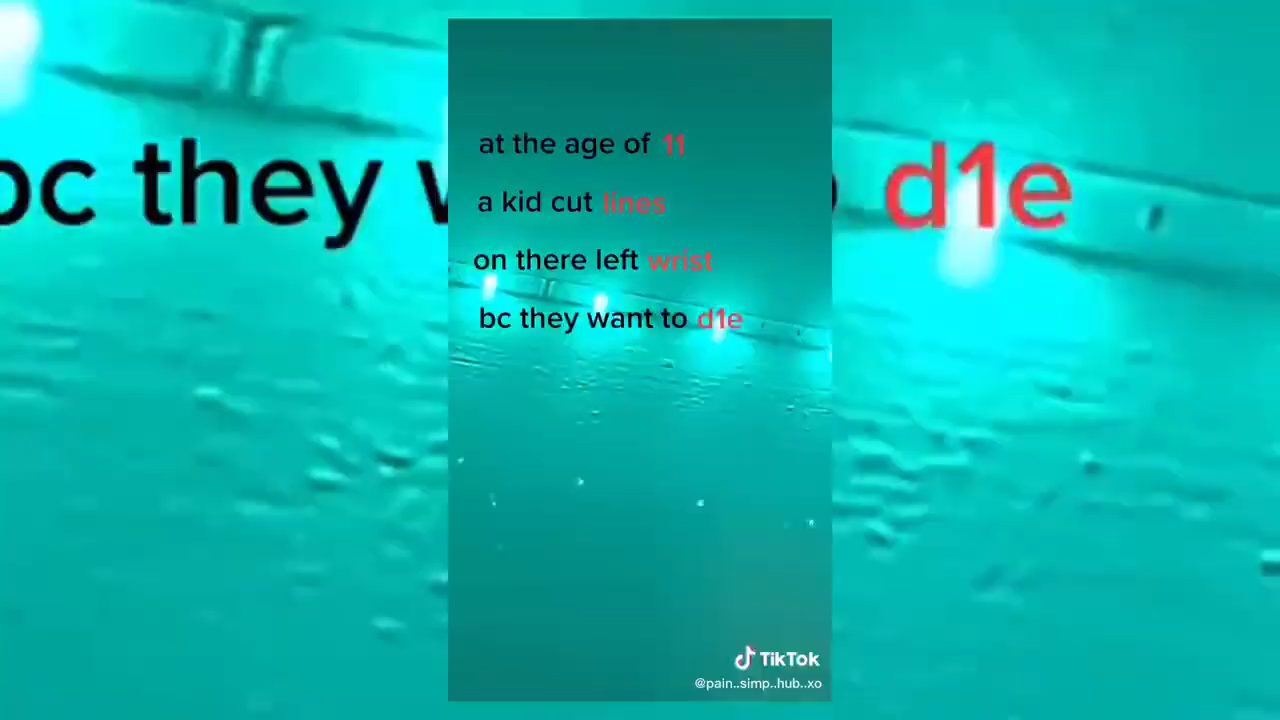 at the age of 11
a kid cut lines
on there left wrist
bc they want to d1e
bc they
d1e
TikTok
@pain..simp..hub..xo